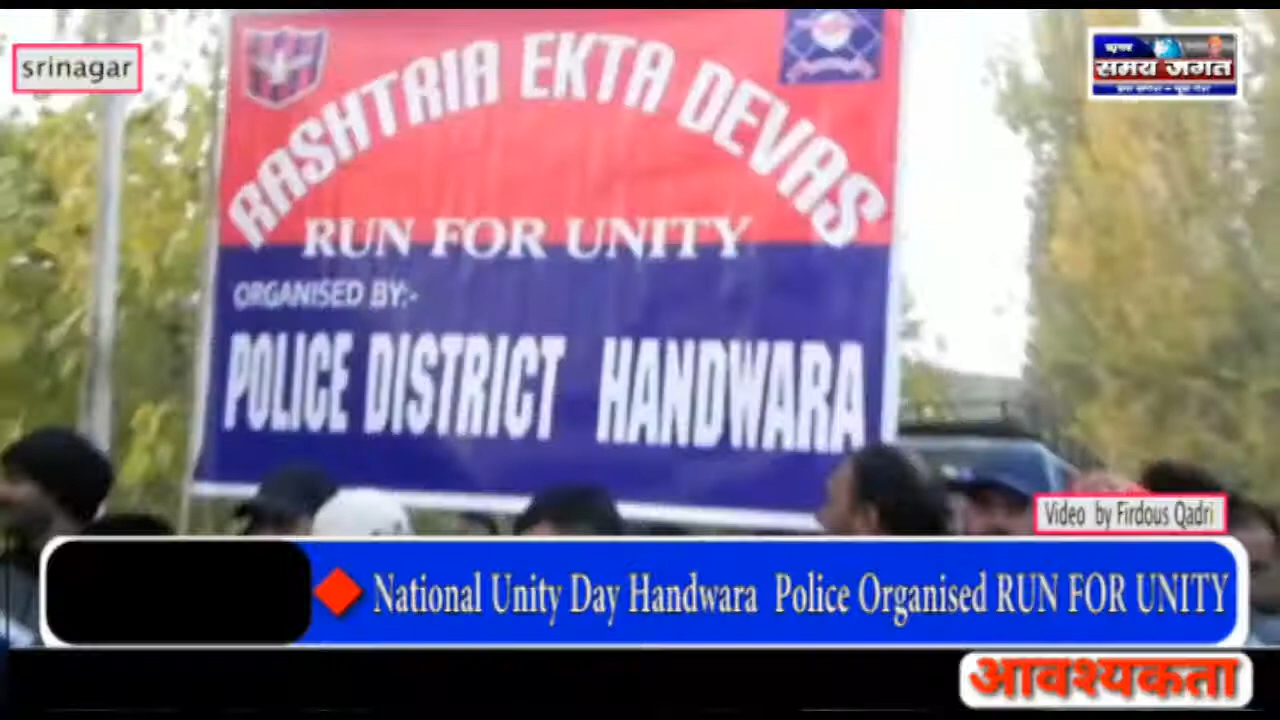 srinagar
समय जगत
RASHTARIA EKTA DEVAS
RUN FOR UNITY
ORGANISED BY:-
POLICE DISTRICT HANDWARA
Video by Firdous Qadri
National Unity Day Handwara Police Organised RUN FOR UNITY
आवश्यकता